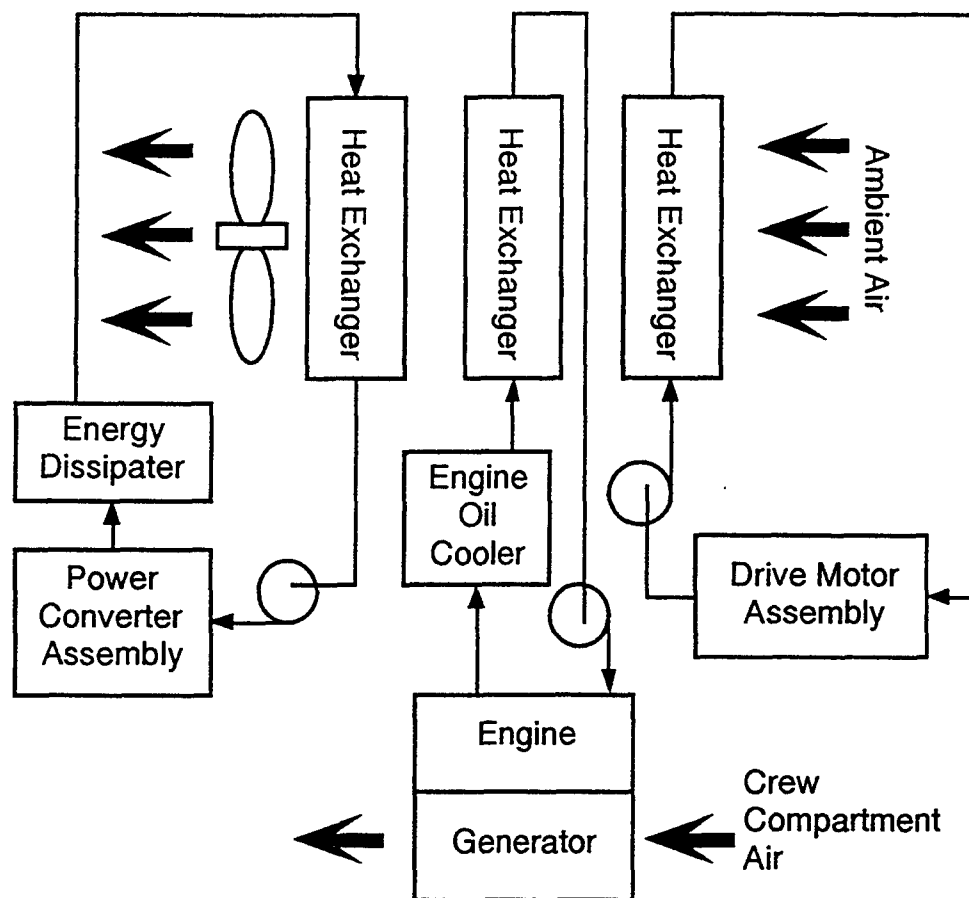 Heat Exchanger
Heat Exchanger
Heat Exchanger
Ambient Air
Energy
Dissipater
Engine
Oil
Cooler
Power
Converter
Assembly
Drive Motor
Assembly
Engine
Generator
Crew
Compartment
Air